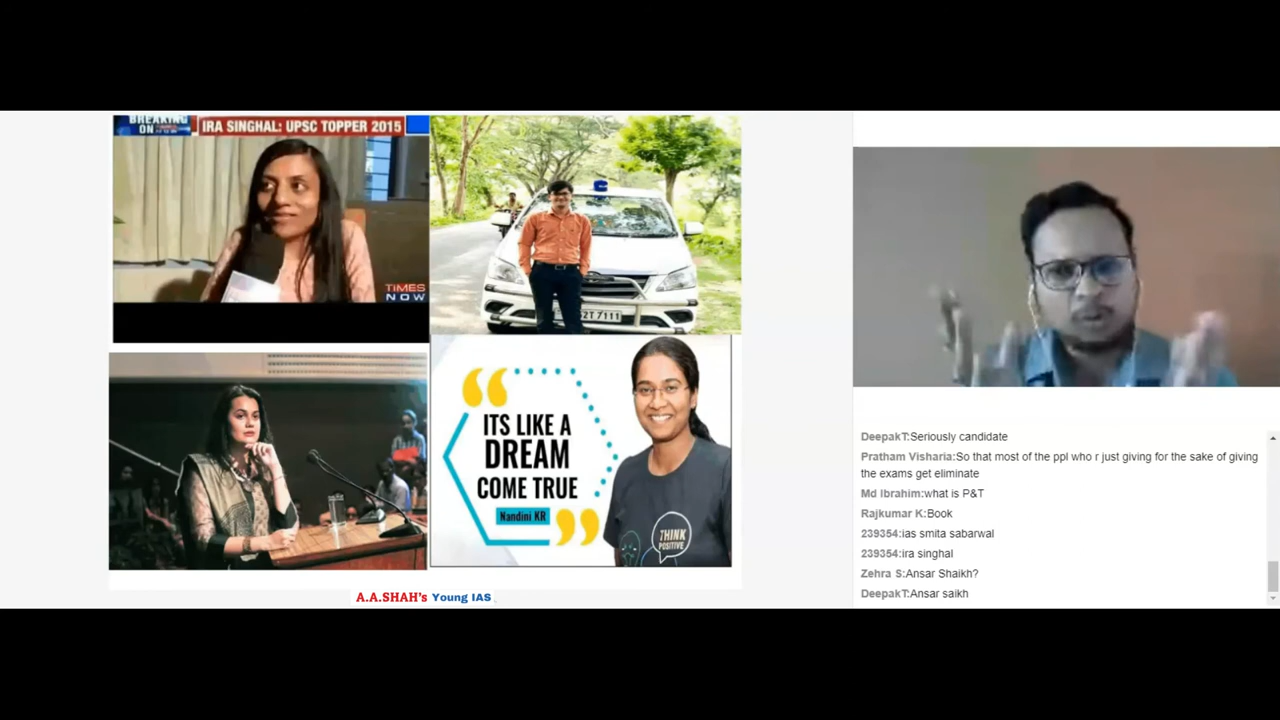 BREAKING
ON
IRA SINGHAL: UPSC TOPPER 2015
TIMES
NOW
2T 7111
ITS LIKE A
DREAM
COME TRUE
Nandini KR
THINK
POSITIVE
A.A.SHAH's Young IAS
DeepakT:Seriously candidate
Pratham Visharia:So that most of the ppl who r just giving for the sake of giving
the exams get eliminate
Md Ibrahim:what is P&T
Rajkumar K:Book
239354:ias smita sabarwal
239354:ira singhal
Zehra S:Ansar Shaikh?
DeepakT:Ansar saikh